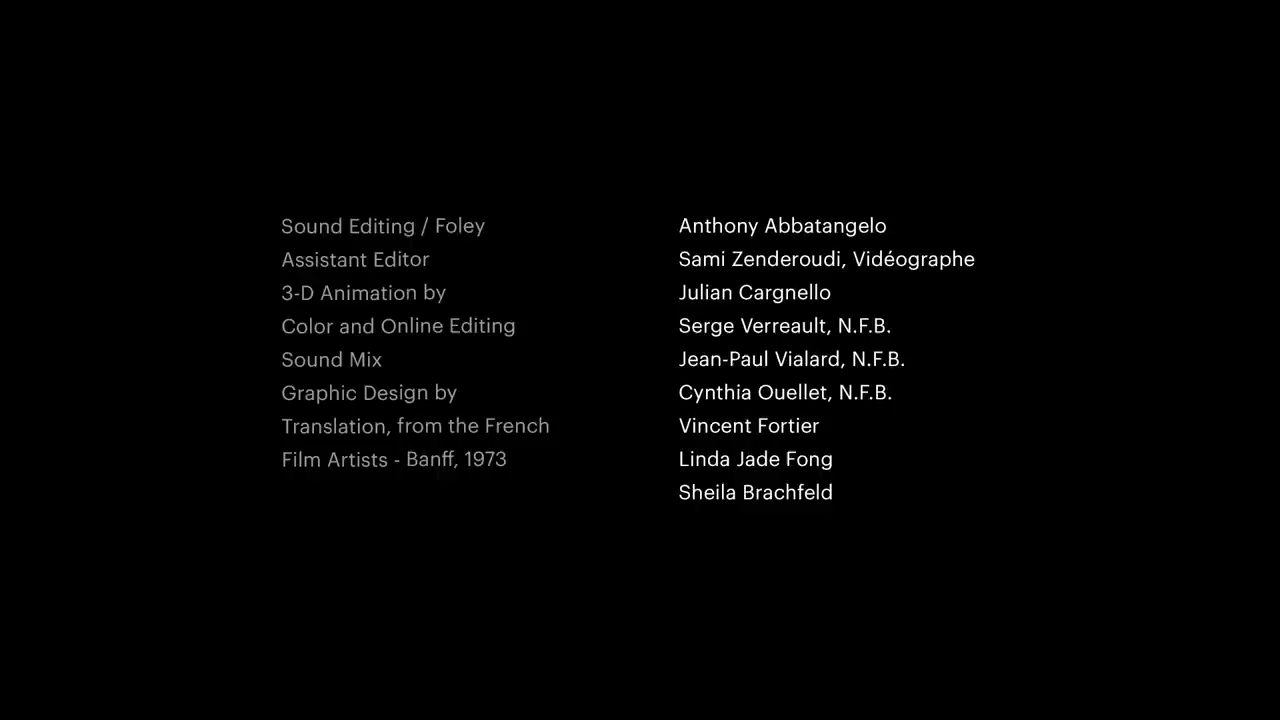 Sound Editing / Foley Anthony Abbatangelo
Assistant Editor Sami Zenderoudi, Vidéographe
3-D Animation by Julian Cargnello
Color and Online Editing Serge Verreault, N.F.B.
Sound Mix Jean-Paul Vialard, N.F.B.
Graphic Design by Cynthia Ouellet, N.F.B.
Translation, from the French Vincent Fortier
Film Artists - Banff, 1973 Linda Jade Fong
Sheila Brachfeld